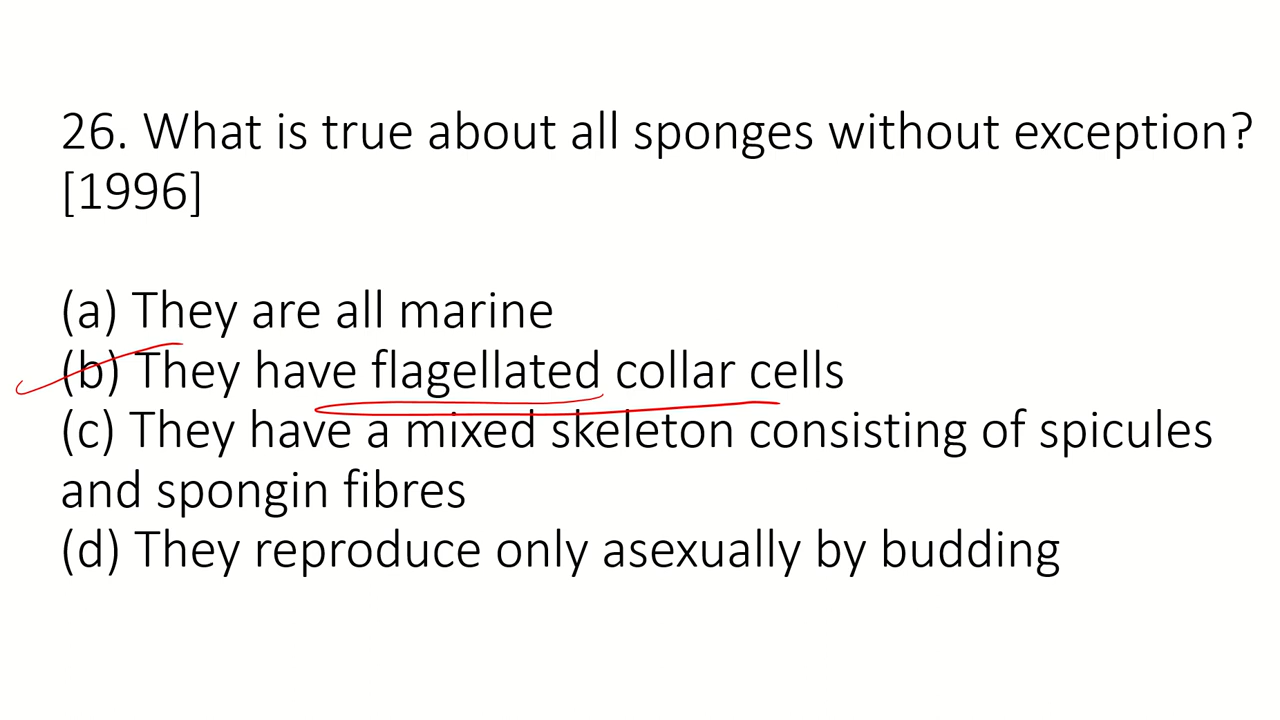 26. What is true about all sponges without exception?
[1996]
(a) They are all marine
(b) They have flagellated collar cells
(c) They have a mixed skeleton consisting of spicules
and spongin fibres
(d) They reproduce only asexually by budding